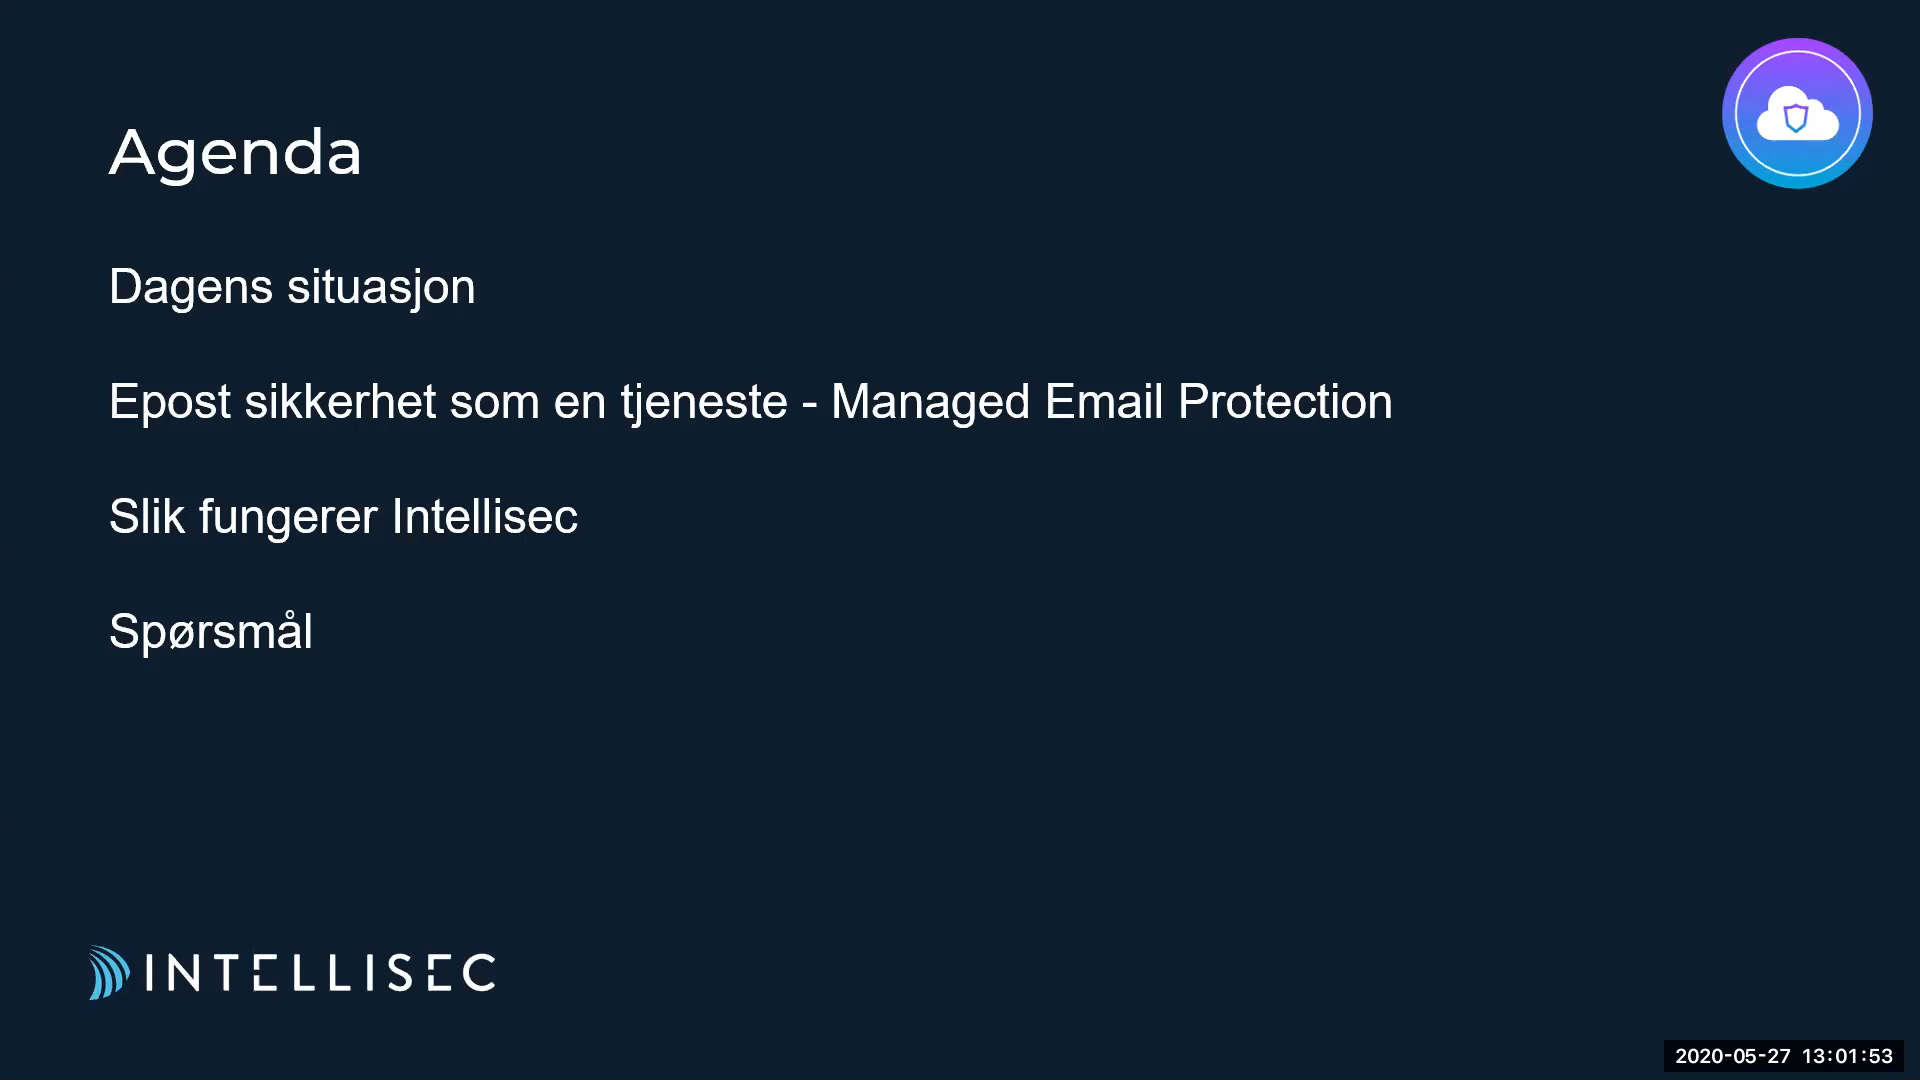 Agenda
Dagens situasjon
Epost sikkerhet som en tjeneste - Managed Email Protection
Slik fungerer Intellisec
Spørsmål
INTELLISEC
2020-05-27 13:01:53